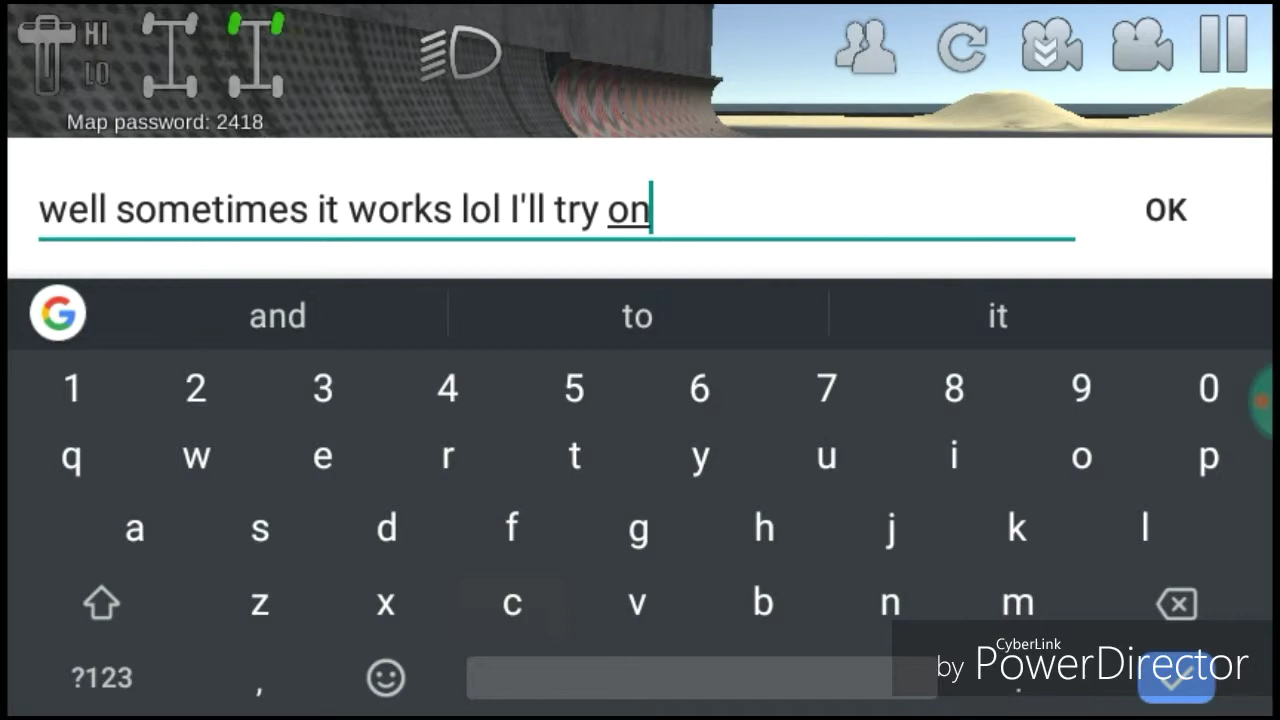 HI
LO
Map password: 2418
well sometimes it works lol I'll try on
OK
G and to it
1 2 3 4 5 6 7 8 9 0
q w e r t y u i o p
a s d f g h j k l
z x c v b n m
?123 , .
CyberLink
by PowerDirector